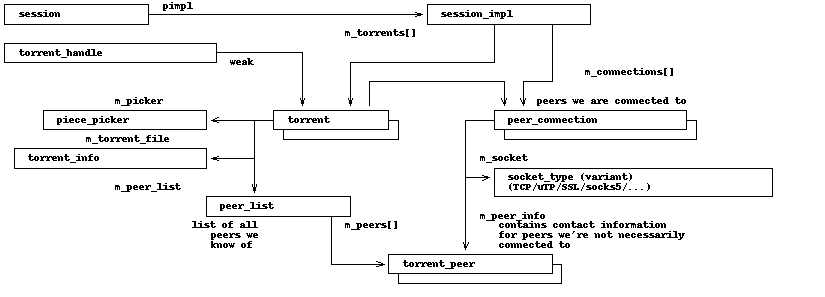 session
pimpl
session_impl
m_torrents[]
torrent_handle
weak
m_connections[]
m_picker
peers we are connected to
piece_picker
torrent
peer_connection
m_torrent_file
torrent_info
m_socket
socket_type (variant)
(TCP/uTP/SSL/socks5/...)
m_peer_list
peer_list
list of all
peers we
know of
m_peers[]
m_peer_info
contains contact information
for peers we're not necessarily
connected to
torrent_peer